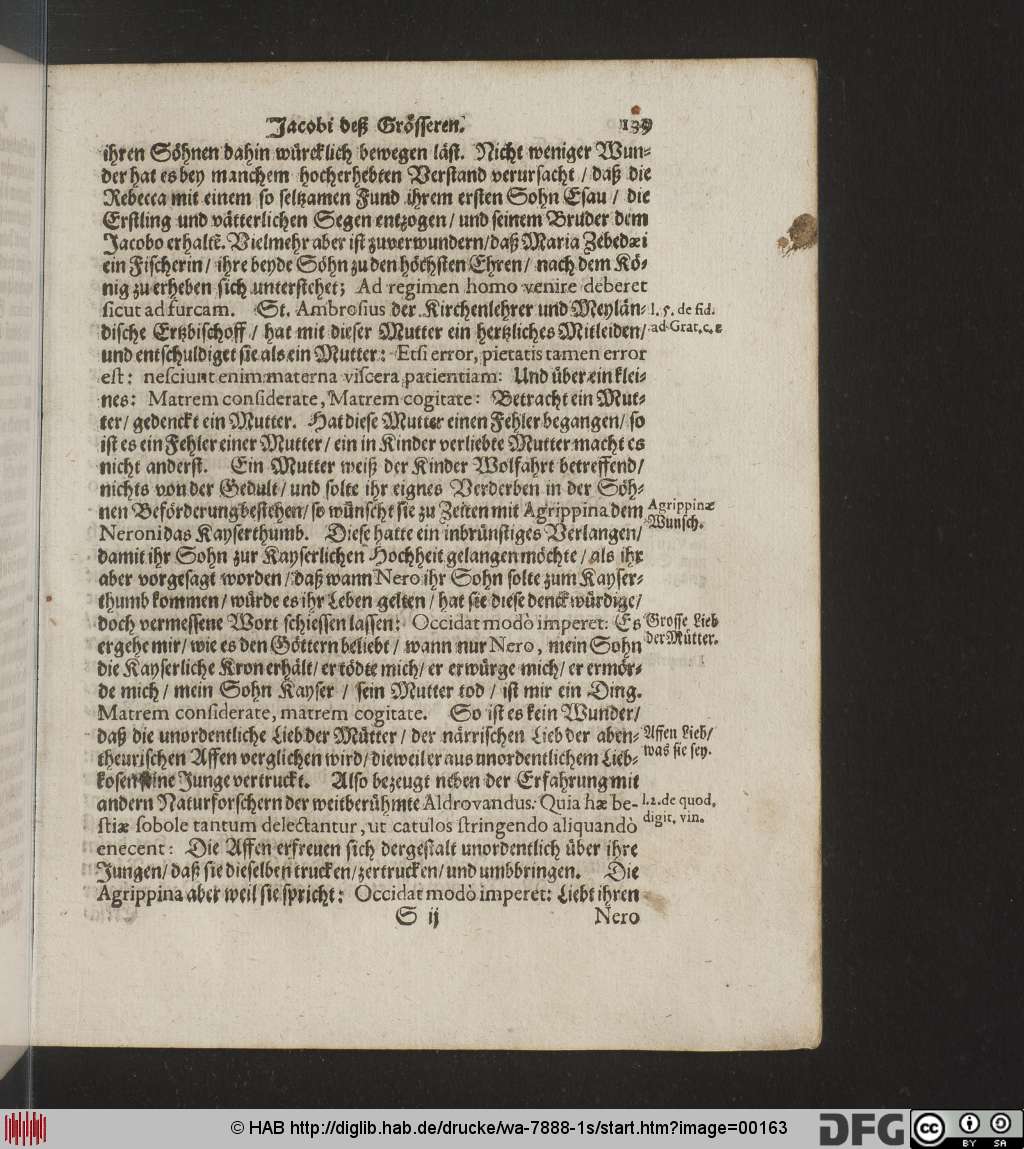 Jacobi deß Grösseren. 139
ihren Söhnen dahin würcklich bewegen läst. Nicht weniger Wun-
der hat es bey manchem hocherhebten Verstand verursacht / daß die
Rebecca mit einem so seltzamen Fund ihrem ersten Sohn Esau / die
Erstling und vätterlichen Segen entzogen / und seinem Bruder dem
Jacobo erhaltẽ. Vielmehr aber ist zuverwundern / daß Maria Zebedæi
ein Fischerin / ihre beyde Söhn zu den höchsten Ehren / nach dem Kö-
nig zu erheben sich unterstehet; Ad regimen homo venire deberet
sicut ad furcam. St. Ambrosius der Kirchenlehrer und Meylän-
l. 5. de fid.
dische Ertzbischoff / hat mit dieser Mutter ein hertzliches Mitleiden /
ad Grat. c. 2
und entschuldiget sie als ein Mutter: Etsi error, pietatis tamen error
est: nesciunt enim materna viscera patientiam: Und über ein klei-
nes: Matrem considerate, Matrem cogitate: Betracht ein Mut-
ter / gedenckt ein Mutter. Hat diese Mutter einen Fehler begangen / so
ist es ein Fehler einer Mutter / ein in Kinder verliebte Mutter macht es
nicht anderst. Ein Mutter weiß der Kinder Wolfahrt betreffend /
nichts von der Gedult / und solte ihr eignes Verderben in der Söh-
nen Beförderung bestehen / so wünscht sie zu Zeiten mit Agrippina dem
Agrippinæ
Neroni das Kayserthumb. Diese hatte ein inbrünstiges Verlangen /
Wunsch.
damit ihr Sohn zur Kayserlichen Hochheit gelangen möchte / als ihr
aber vorgesagt worden / daß wann Nero ihr Sohn solte zum Kayser-
thumb kommen / würde es ihr Leben gelten / hat sie diese denckwürdige /
doch vermessene Wort schiessen lassen: Occidat modò imperet: Es
Grosse Lieb
ergehe mir / wie es den Göttern beliebt / wann nur Nero, mein Sohn
der Mütter.
die Kayserliche Kron erhält / er tödte mich / er erwürge mich / er ermör-
de mich / mein Sohn Kayser / sein Mutter tod / ist mir ein Ding.
Matrem considerate, matrem cogitate. So ist es kein Wunder /
daß die unordentliche Lieb der Mütter / der närrischen Lieb der aben-
Affen Lieb /
theurischen Affen verglichen wird / dieweil er aus unordentlichem Lieb-
was sie sey.
kosen seine Junge vertruckt. Also bezeugt neben der Erfahrung mit
andern Naturforschern der weitberühmte Aldrovandus: Quia hæ be-
l. 2. de quod.
stiæ sobole tantum delectantur, ut catulos stringendo aliquandò
digit. viv.
enecent: Die Affen erfreuen sich dergestalt unordentlich über ihre
Jungen / daß sie dieselben trucken / zertrucken / und umbbringen. Die
Agrippina aber weil sie spricht: Occidat modò imperet: Liebt ihren
S ij Nero
© HAB http://diglib.hab.de/drucke/wa-7888-1s/start.htm?image=00163
DFG
cc BY SA